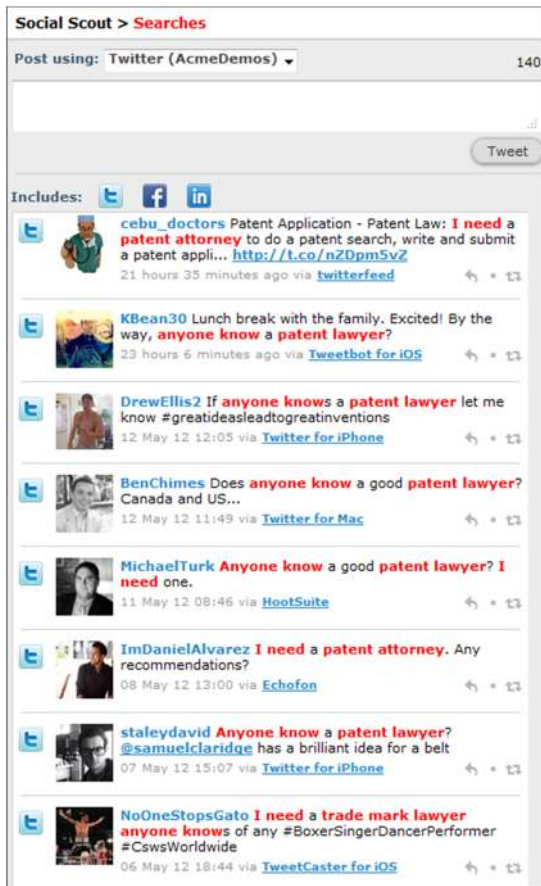 Social Scout > Searches
Post using: Twitter (AcmeDemos)
140
Tweet
Includes:
cebu_doctors Patent Application - Patent Law: I need a
patent attorney to do a patent search, write and submit
a patent appli... http://t.co/nZDpm5vZ
21 hours 35 minutes ago via twitterfeed
KBean30 Lunch break with the family. Excited! By the
way, anyone know a patent lawyer?
23 hours 6 minutes ago via Tweetbot for iOS
DrewEllis2 If anyone knows a patent lawyer let me
know #greatideasleadtogreatinventions
12 May 12 12:05 via Twitter for iPhone
BenChimes Does anyone know a good patent lawyer?
Canada and US...
12 May 12 11:49 via Twitter for Mac
MichaelTurk Anyone know a good patent lawyer? I
need one.
11 May 12 08:46 via HootSuite
ImDanielAlvarez I need a patent attorney. Any
recommendations?
08 May 12 13:00 via Echofon
staleydavid Anyone know a patent lawyer?
@samuelclaridge has a brilliant idea for a belt
07 May 12 15:07 via Twitter for iPhone
NoOneStopsGato I need a trade mark lawyer
anyone knows of any #BoxerSingerDancerPerformer
#CswsWorldwide
06 May 12 18:44 via TweetCaster for iOS